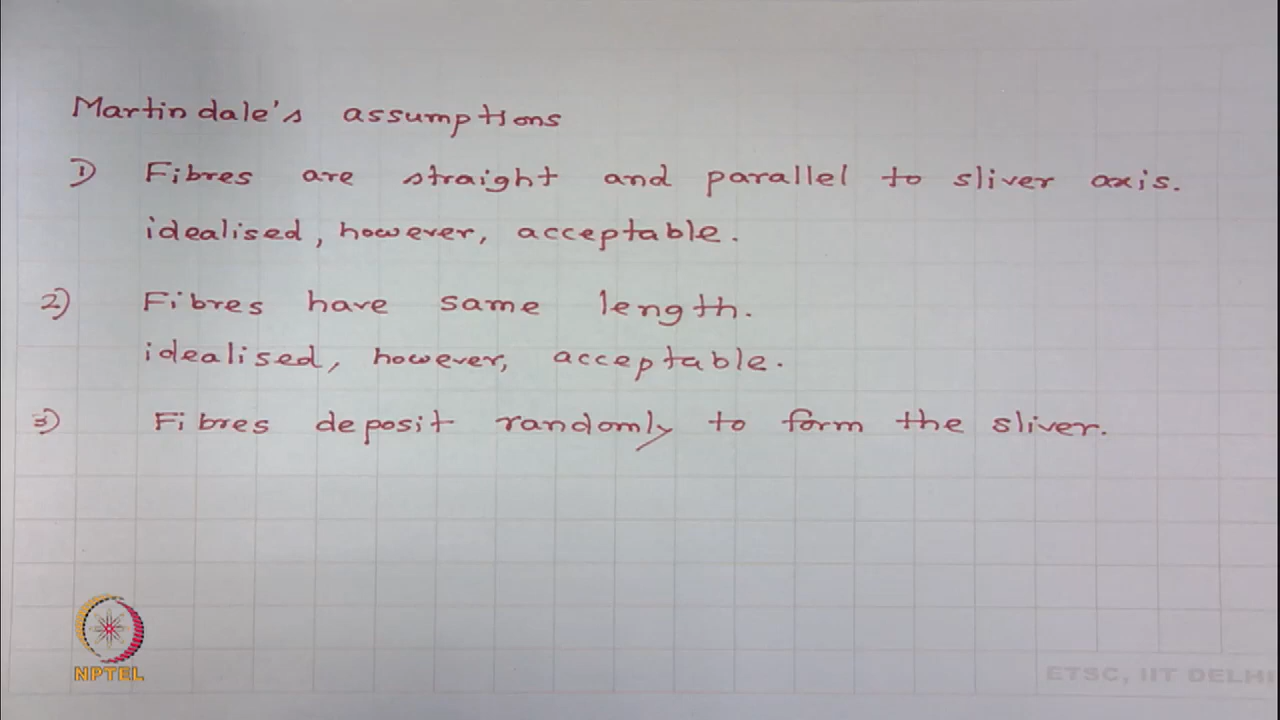 Martindale's assumptions
1) Fibres are straight and parallel to sliver axis.
idealised, however, acceptable.
2) Fibres have same length.
idealised, however, acceptable.
3) Fibres deposit randomly to form the sliver.
NPTEL
ETSC, IIT DELHI